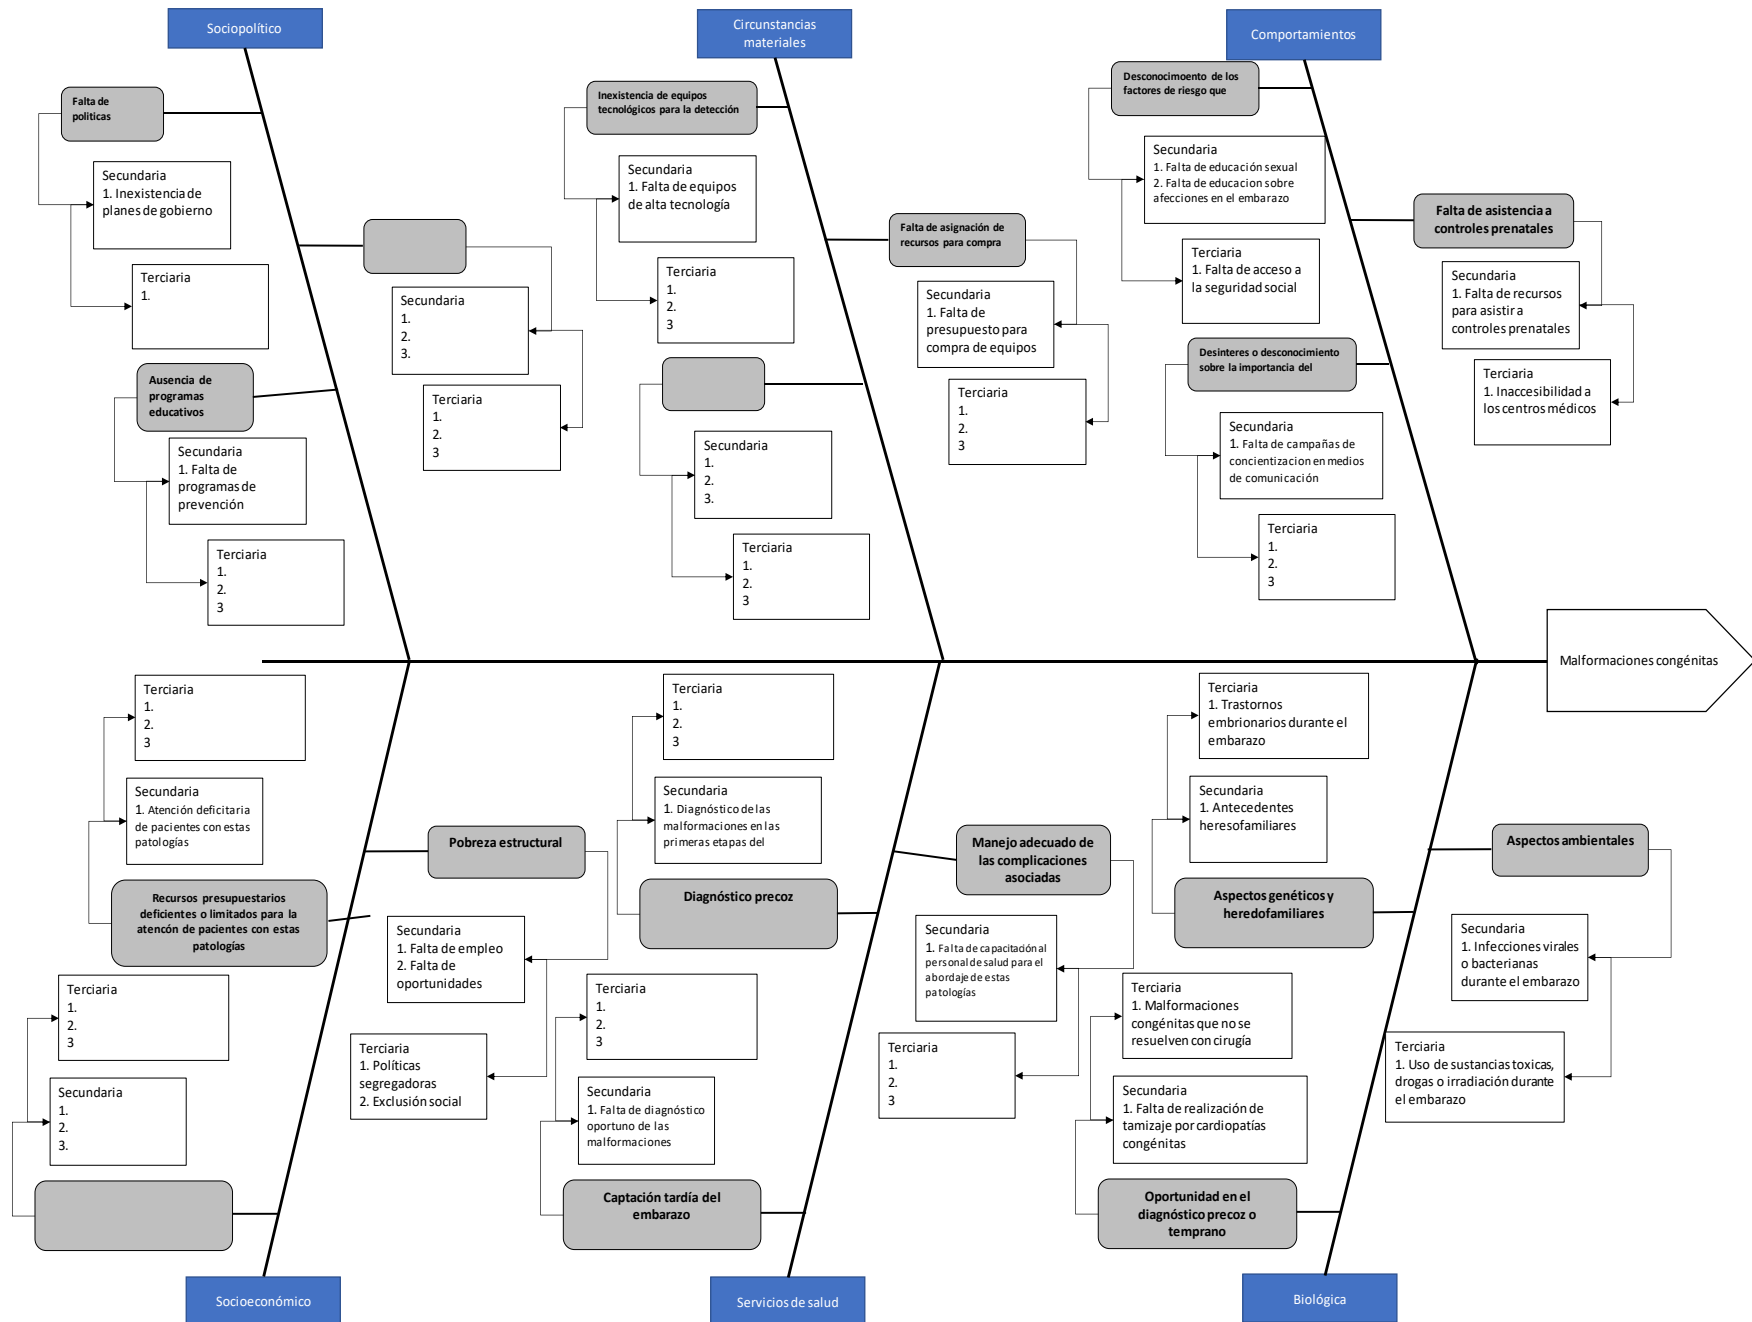 Sociopolítico
Circunstancias
materiales
Comportamientos
Falta de
politicas
Secundaria
1. Inexistencia de
planes de gobierno
Terciaria
1.
Secundaria
1.
2.
3.
Terciaria
1.
2.
3
Ausencia de
programas
educativos
Secundaria
1. Falta de
programas de
prevención
Terciaria
1.
2.
3
Inexistencia de equipos
tecnológicos para la detección
Secundaria
1. Falta de equipos
de alta tecnología
Terciaria
1.
2.
3
Falta de asignación de
recursos para compra
Secundaria
1. Falta de
presupuesto para
compra de equipos
Terciaria
1.
2.
3
Secundaria
1.
2.
3.
Terciaria
1.
2.
3
Desconocimoento de los
factores de riesgo que
Secundaria
1. Falta de educación sexual
2. Falta de educacion sobre
afecciones en el embarazo
Terciaria
1. Falta de acceso a
la seguridad social
Falta de asistencia a
controles prenatales
Secundaria
1. Falta de recursos
para asistir a
controles prenatales
Terciaria
1. Inaccesibilidad a
los centros médicos
Desinteres o desconocimiento
sobre la importancia del
Secundaria
1. Falta de campañas de
concientizacion en medios
de comunicación
Terciaria
1.
2.
3
Malformaciones congénitas
Terciaria
1.
2.
3
Secundaria
1. Atención deficitaria
de pacientes con estas
patologías
Recursos presupuestarios
deficientes o limitados para la
atencón de pacientes con estas
patologías
Pobreza estructural
Secundaria
1. Falta de empleo
2. Falta de
oportunidades
Terciaria
1. Políticas
segregadoras
2. Exclusión social
Terciaria
1.
2.
3
Secundaria
1.
2.
3.
Terciaria
1.
2.
3
Secundaria
1. Diagnóstico de las
malformaciones en las
primeras etapas del
Diagnóstico precoz
Manejo adecuado de
las complicaciones
asociadas
Secundaria
1. Falta de capacitación al
personal de salud para el
abordaje de estas
patologías
Terciaria
1.
2.
3
Terciaria
1.
2.
3
Secundaria
1. Falta de diagnóstico
oportuno de las
malformaciones
Captación tardía del
embarazo
Terciaria
1. Trastornos
embrionarios durante el
embarazo
Secundaria
1. Antecedentes
heresofamiliares
Aspectos genéticos y
heredofamiliares
Aspectos ambientales
Secundaria
1. Infecciones virales
o bacterianas
durante el embarazo
Terciaria
1. Uso de sustancias toxicas,
drogas o irradiación durante
el embarazo
Terciaria
1. Malformaciones
congénitas que no se
resuelven con cirugía
Secundaria
1. Falta de realización de
tamizaje por cardiopatías
congénitas
Oportunidad en el
diagnóstico precoz o
temprano
Socioeconómico
Servicios de salud
Biológica